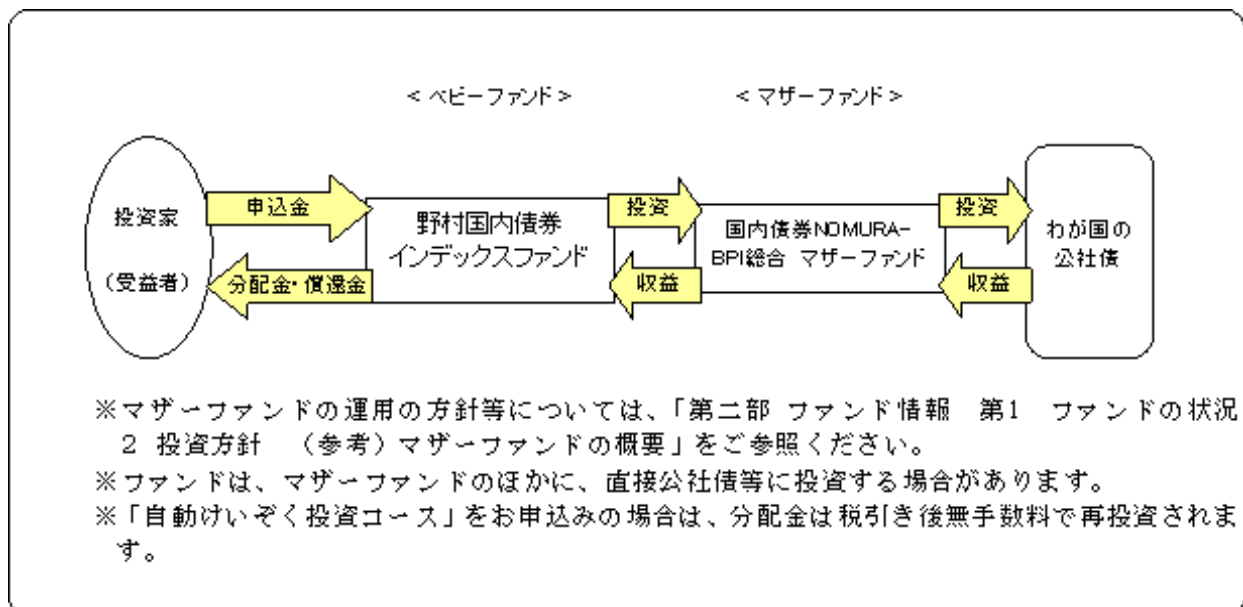 ＜ ベビーファンド ＞
＜ マザーファンド ＞
投資家
（受益者）
申込金
分配金・償還金
野村国内債券
インデックスファンド
投資
収益
国内債券NOMURA-
BPI総合 マザーファンド
投資
収益
わが国の
公社債
※マザーファンドの運用の方針等については、「第二部 ファンド情報　第1　ファンドの状況
2 投資方針　（参考）マザーファンドの概要」をご参照ください。
※ファンドは、マザーファンドのほかに、直接公社債等に投資する場合があります。
※「自動けいぞく投資コース」をお申込みの場合は、分配金は税引き後無手数料で再投資されま
す。